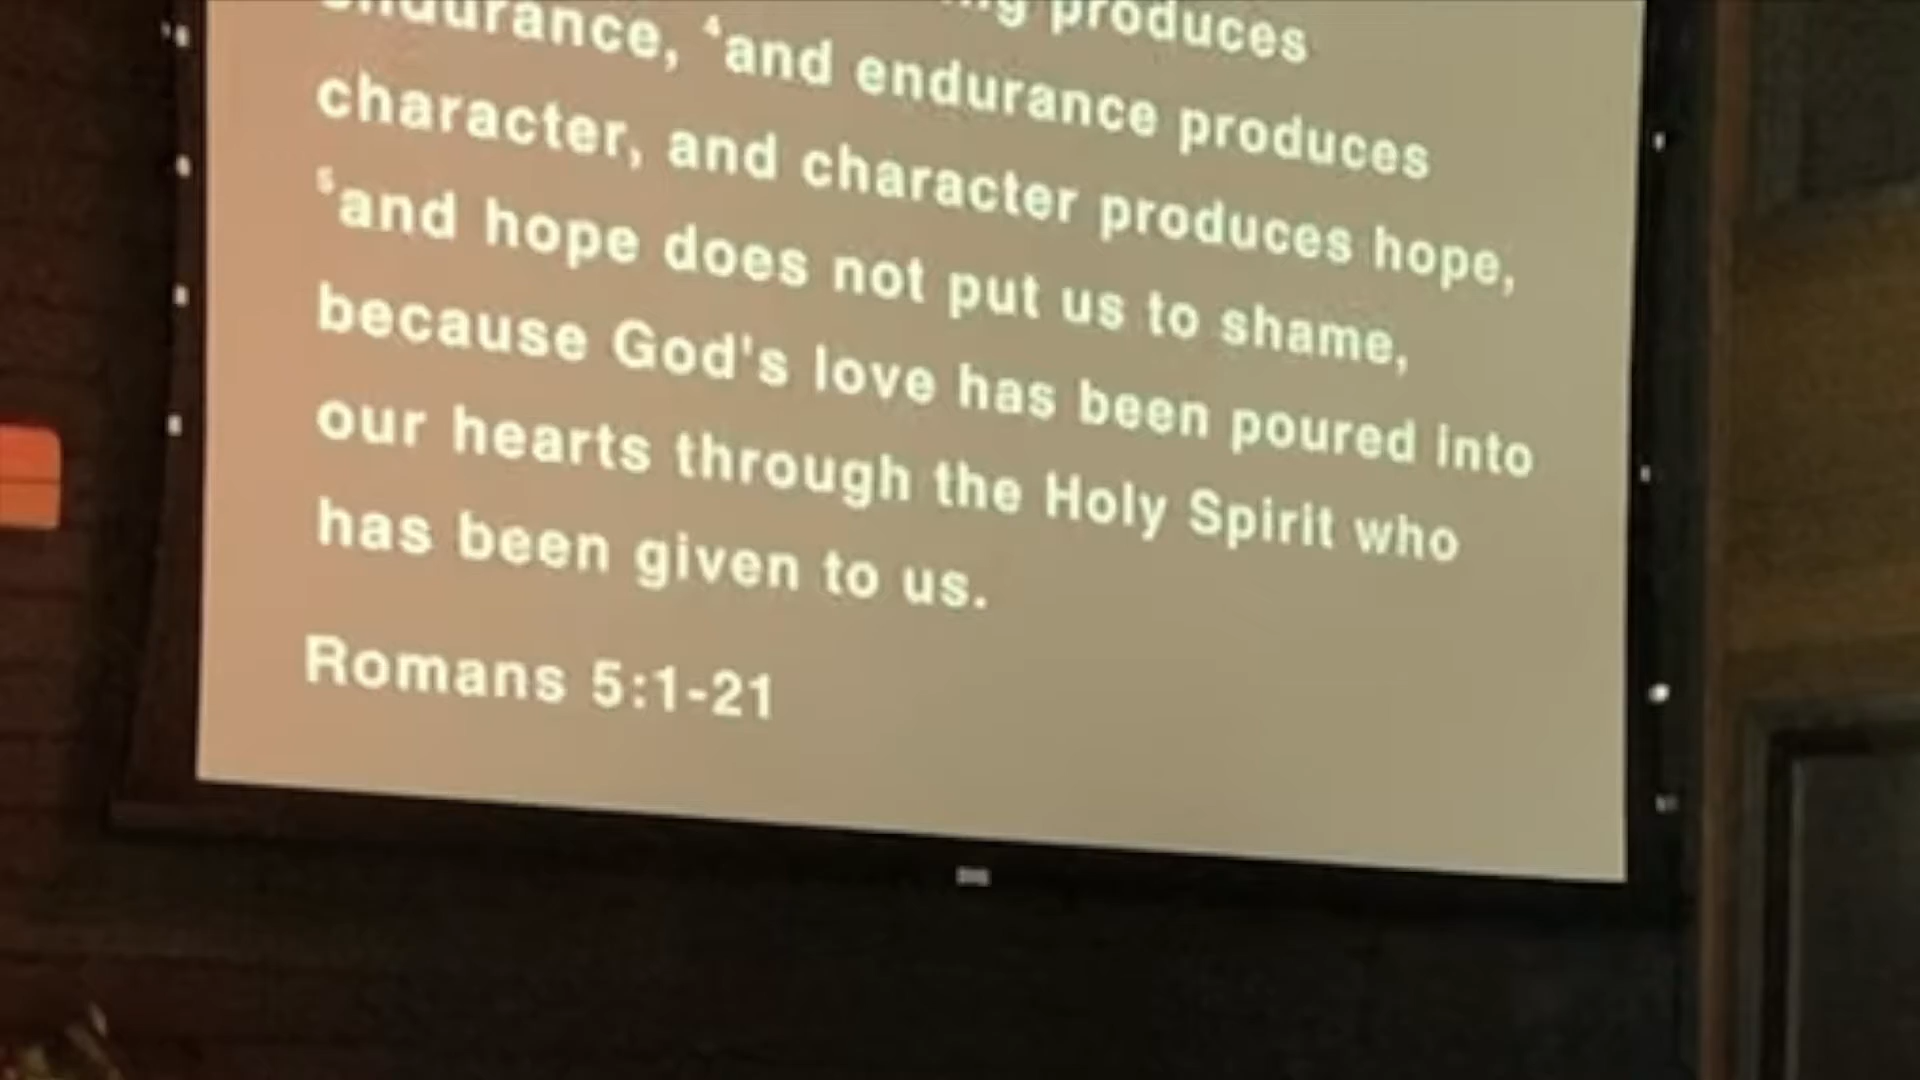 produces
endurance, ⁴and endurance produces
character, and character produces hope,
⁵and hope does not put us to shame,
because God's love has been poured into
our hearts through the Holy Spirit who
has been given to us.
Romans 5:1-21